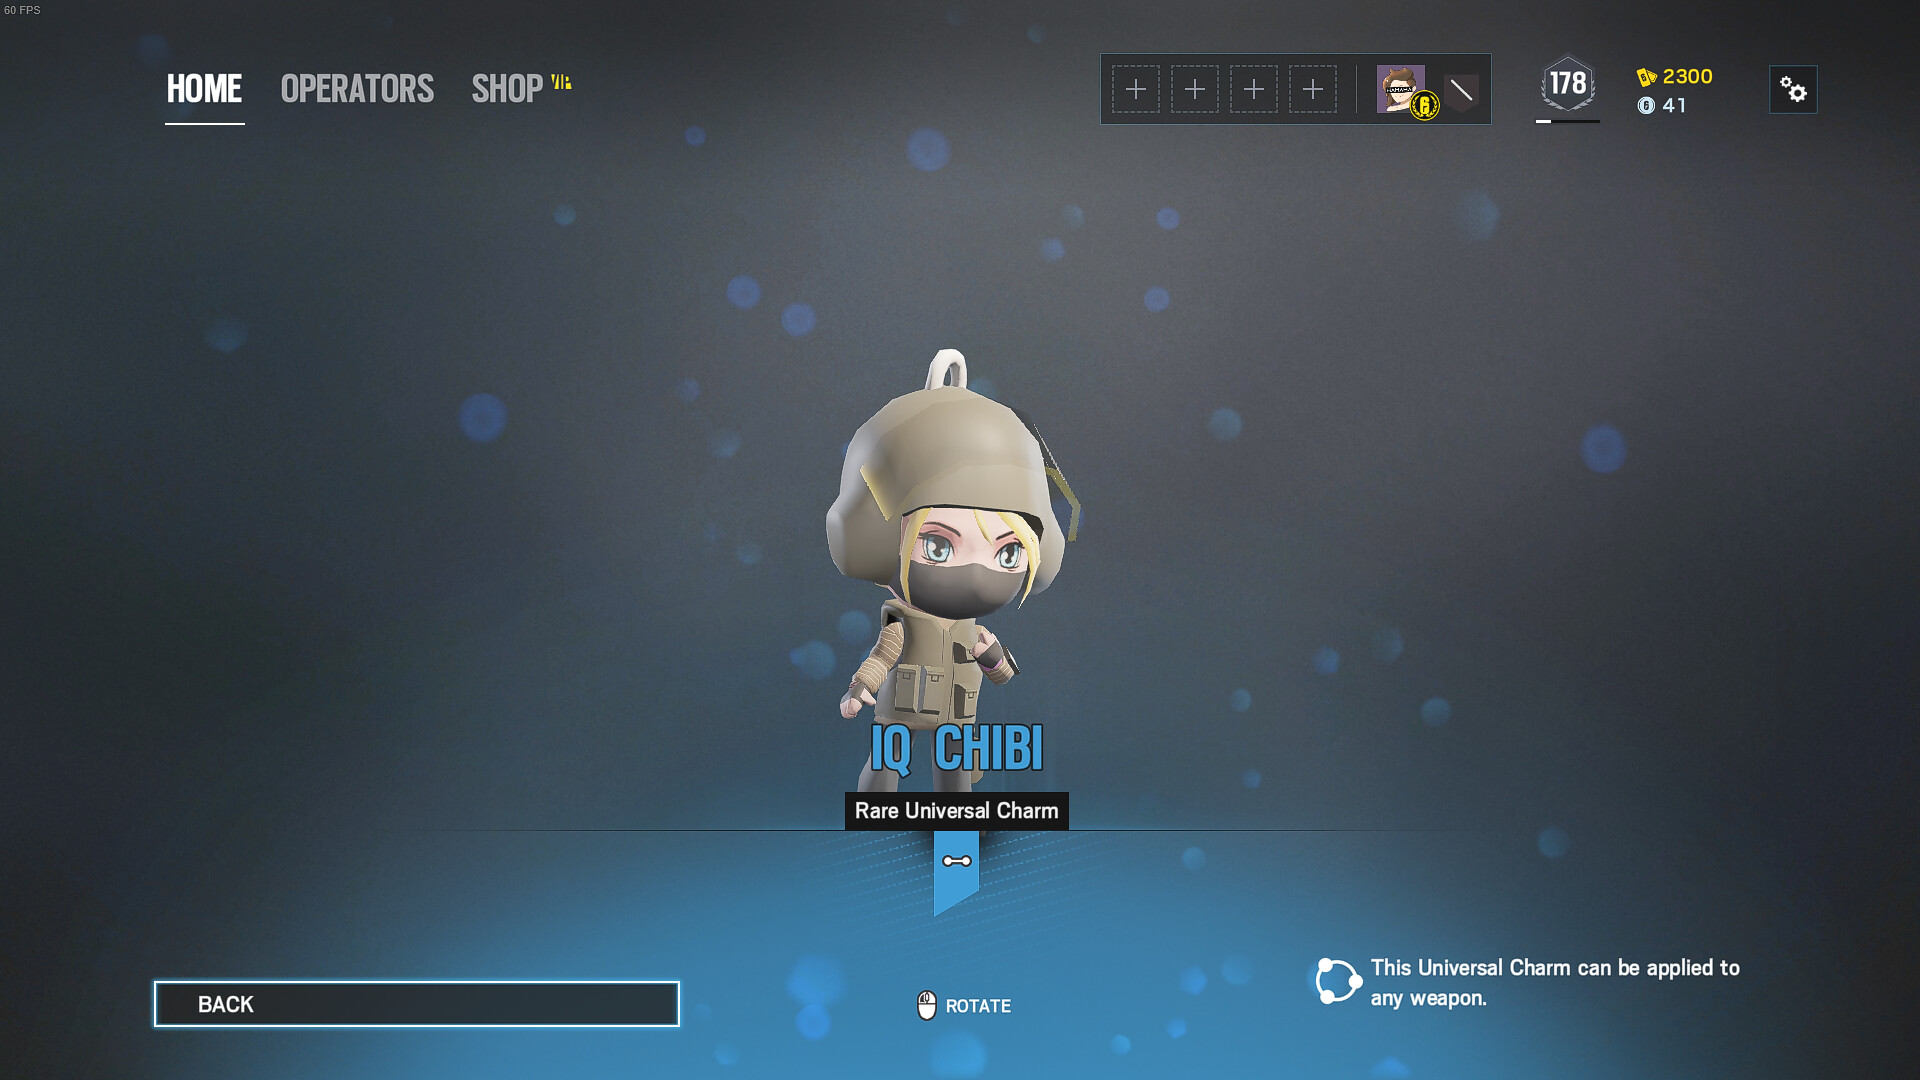 60 FPS
HOME
OPERATORS
SHOP
HAHAHA
178
2300
41
IQ CHIBI
Rare Universal Charm
BACK
ROTATE
This Universal Charm can be applied to
any weapon.